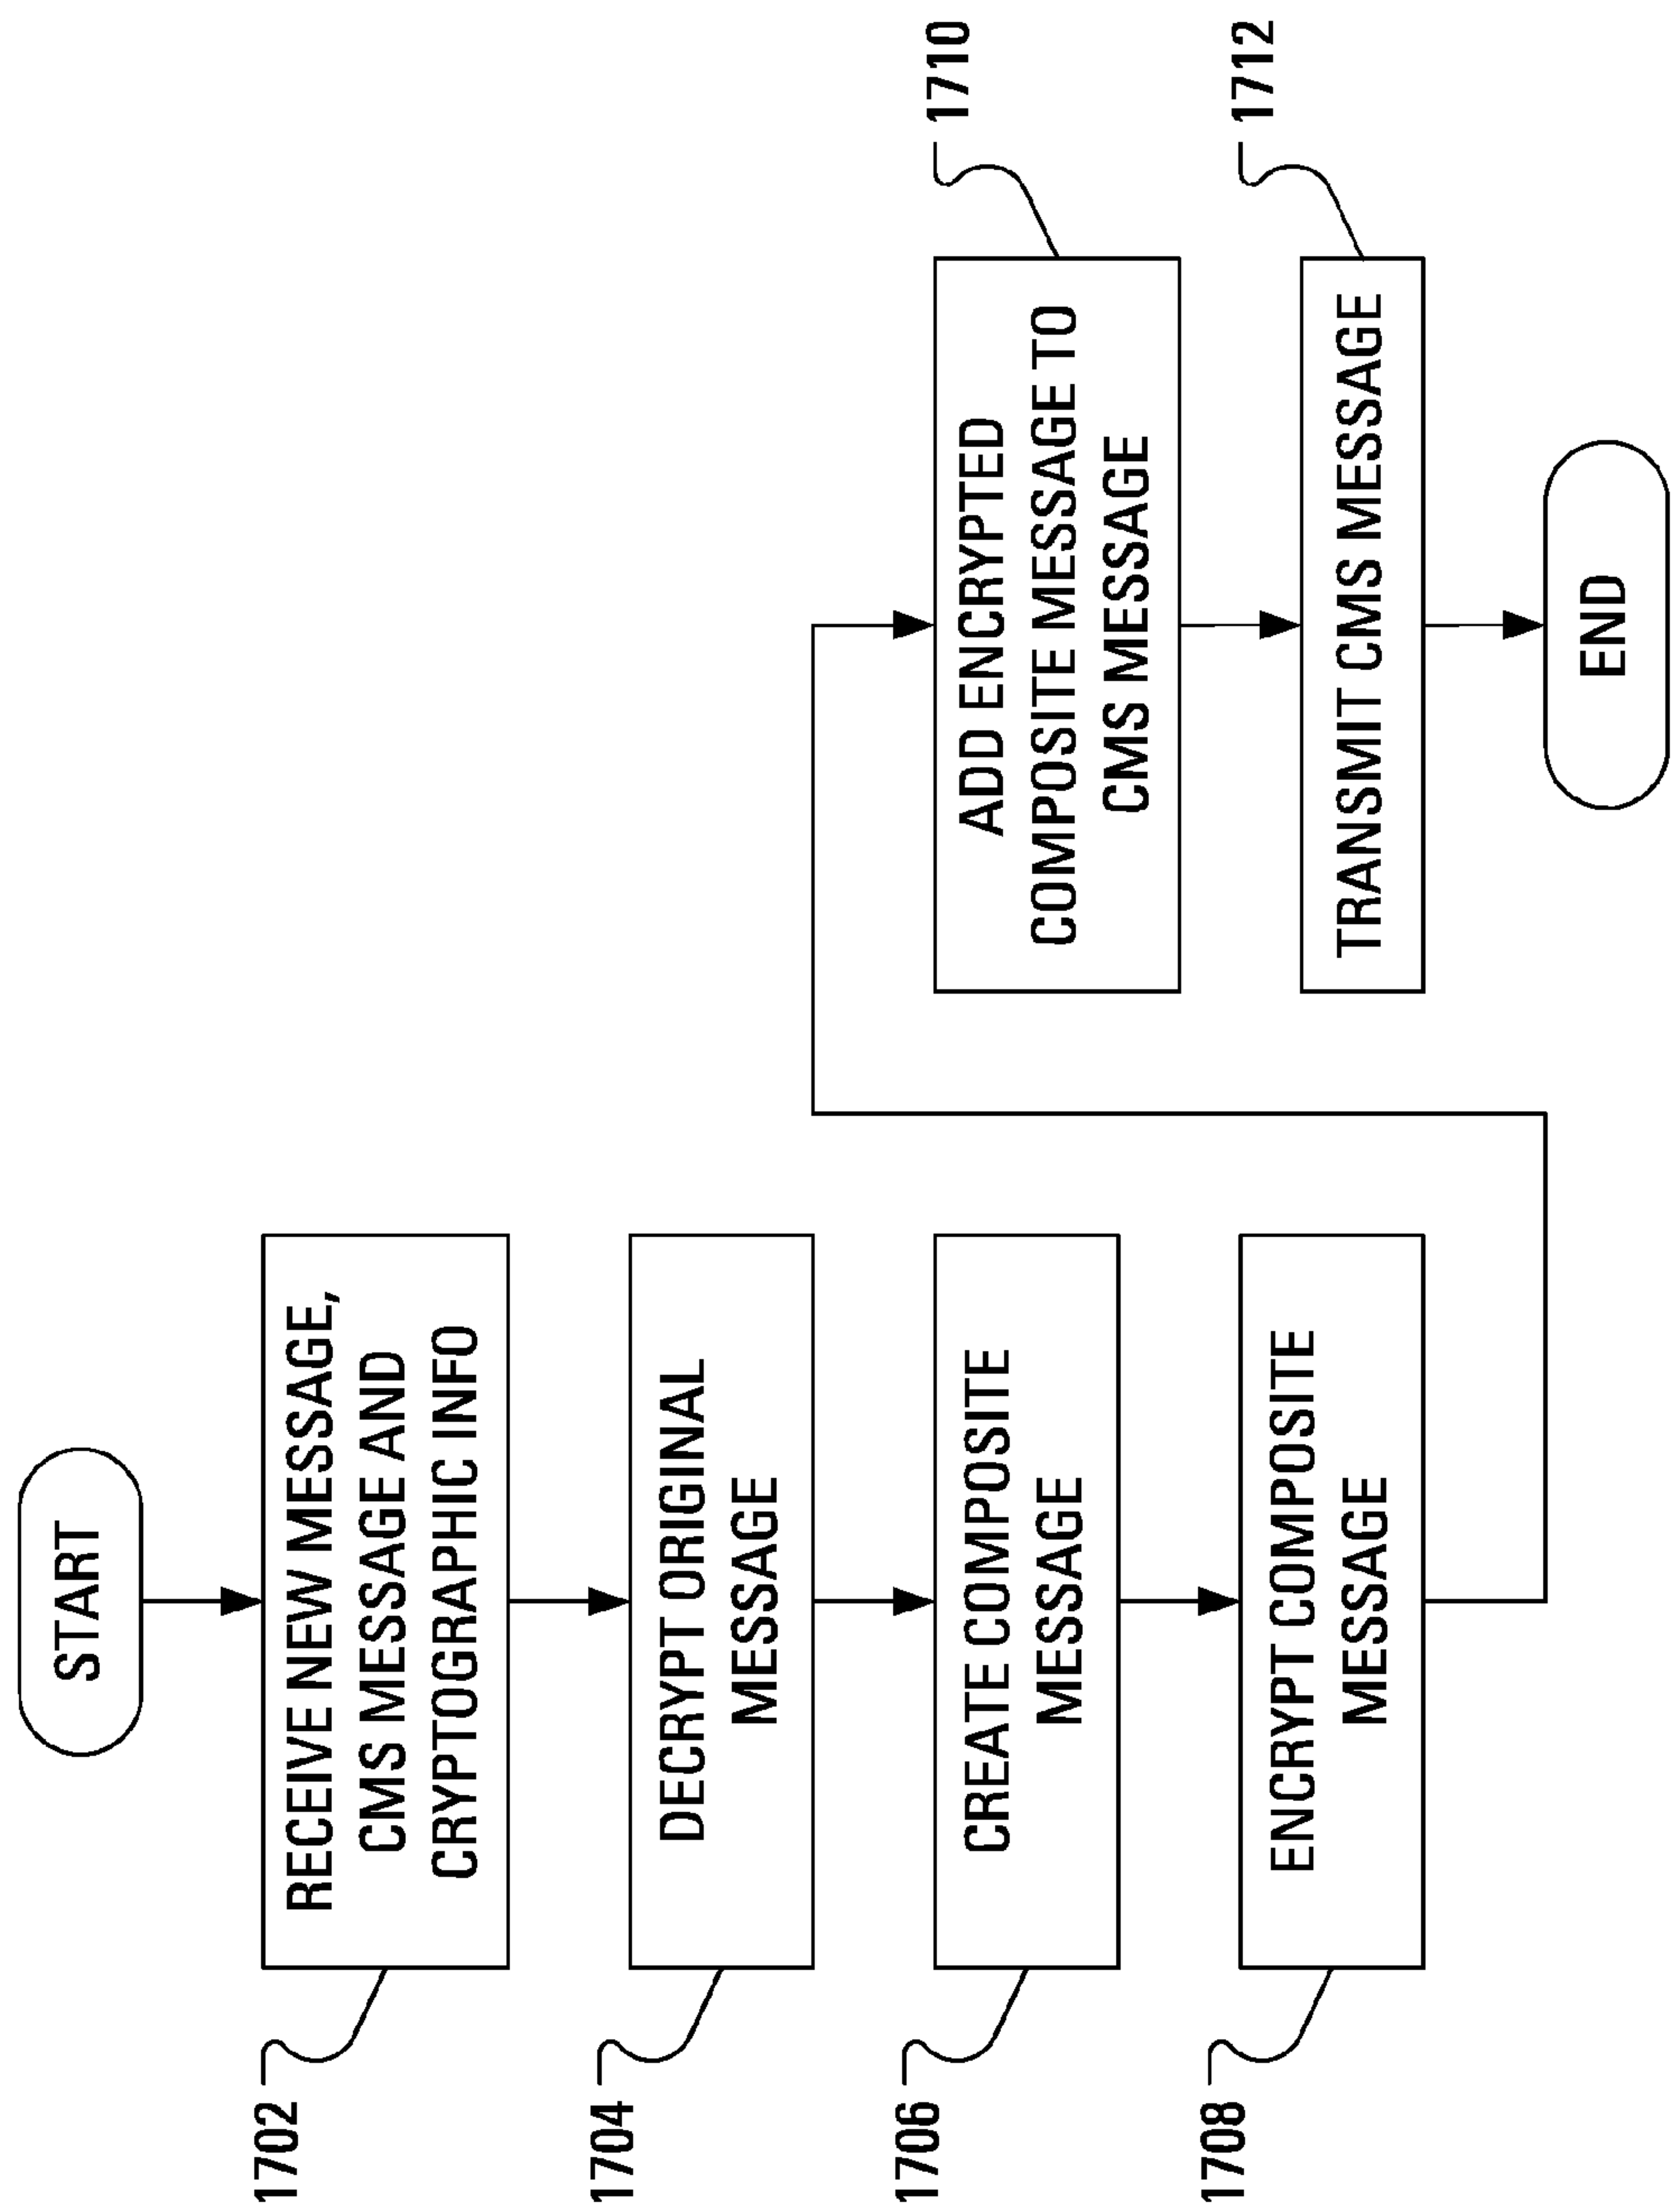 START
1702
RECEIVE NEW MESSAGE,
CMS MESSAGE AND
CRYPTOGRAPHIC INFO
1704
DECRYPT ORIGINAL
MESSAGE
1706
CREATE COMPOSITE
MESSAGE
1708
ENCRYPT COMPOSITE
MESSAGE
1710
ADD ENCRYPTED
COMPOSITE MESSAGE TO
CMS MESSAGE
1712
TRANSMIT CMS MESSAGE
END